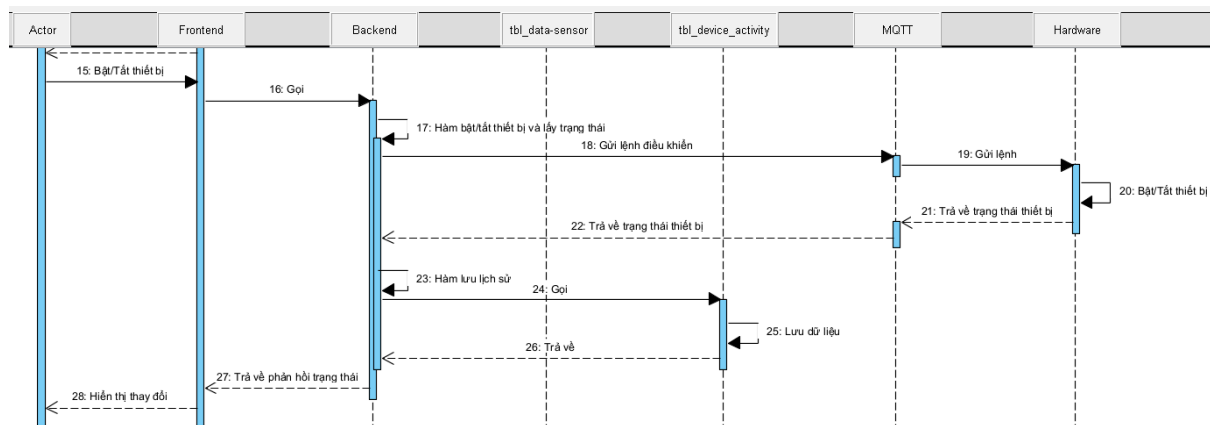 Actor
Frontend
Backend
tbl_data-sensor
tbl_device_activity
MQTT
Hardware
15: Bật/Tắt thiết bị
16: Gọi
17: Hàm bật/tắt thiết bị và lấy trạng thái
18: Gửi lệnh điều khiển
19: Gửi lệnh
20: Bật/Tắt thiết bị
21: Trả về trạng thái thiết bị
22: Trả về trạng thái thiết bị
23: Hàm lưu lịch sử
24: Gọi
25: Lưu dữ liệu
26: Trả về
27: Trả về phản hồi trạng thái
28: Hiển thị thay đổi